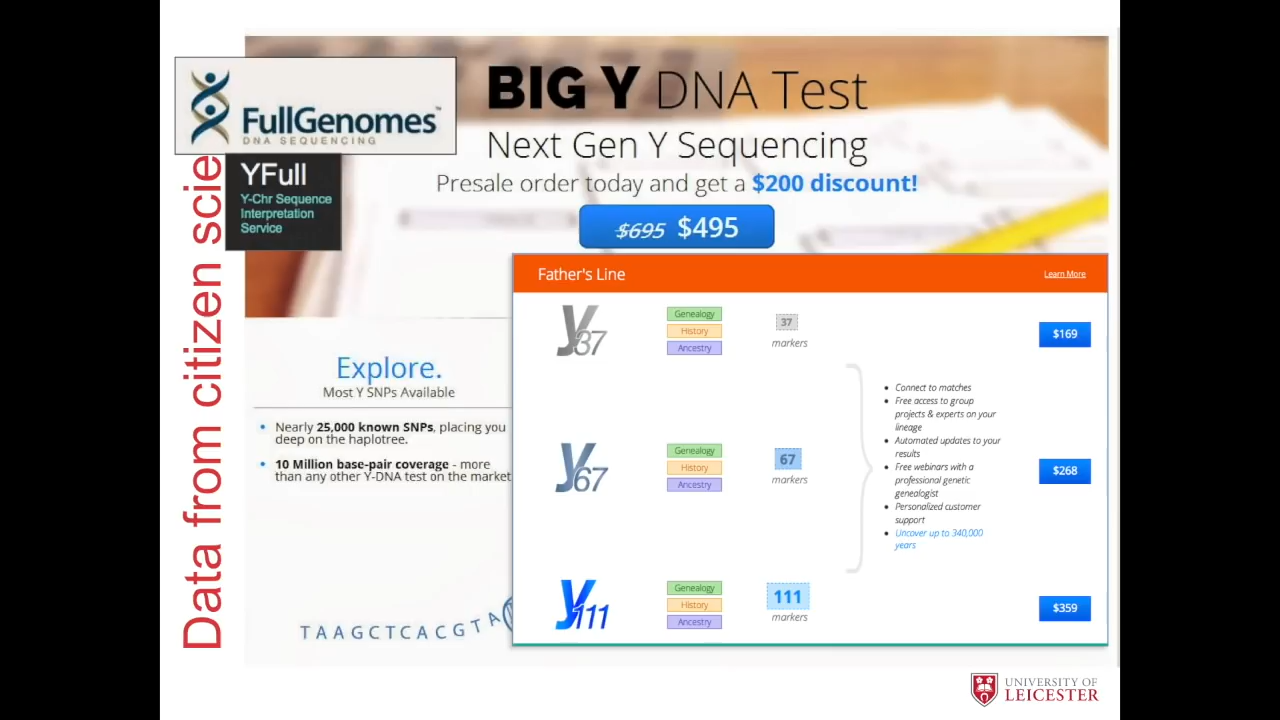 Data from citizen scie
FullGenomes™
DNA SEQUENCING
YFull
Y-Chr Sequence
Interpretation
Service
BIG Y DNA Test
Next Gen Y Sequencing
Presale order today and get a $200 discount!
$695 $495
Explore.
Most Y SNPs Available
• Nearly 25,000 known SNPs, placing you
deep on the haplotree.
• 10 Million base-pair coverage - more
than any other Y-DNA test on the market
TAAGCTCACGTA
Father's Line
Learn More
y37
Genealogy
History
Ancestry
37
markers
$169
y67
Genealogy
History
Ancestry
67
markers
$268
y111
Genealogy
History
Ancestry
111
markers
$359
• Connect to matches
• Free access to group
projects & experts on your
lineage
• Automated updates to your
results
• Free webinars with a
professional genetic
genealogist
• Personalized customer
support
• Uncover up to 340,000
years
UNIVERSITY OF
LEICESTER